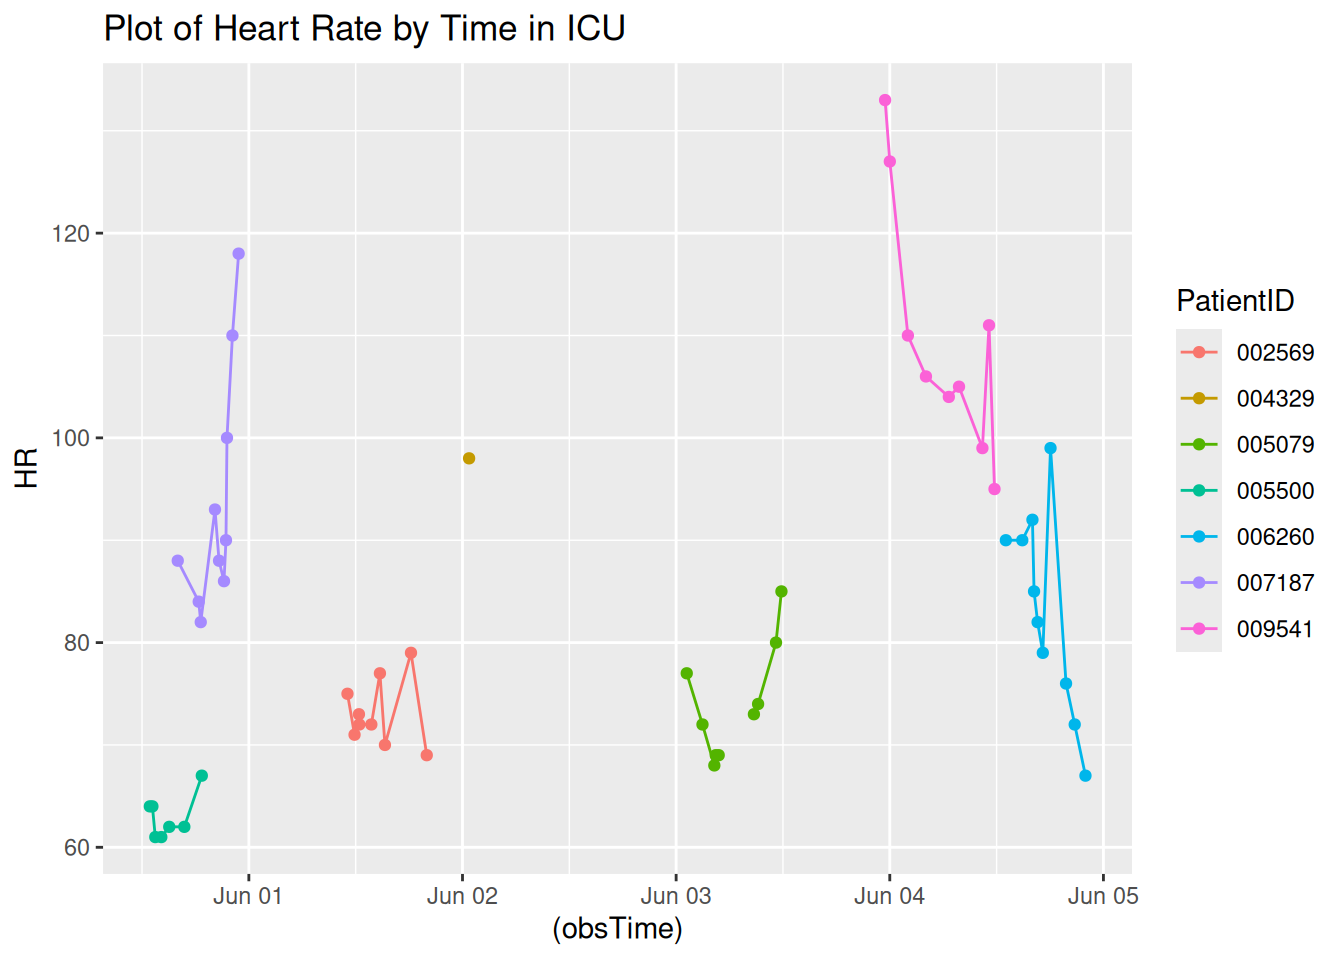 Plot of Heart Rate by Time in ICU
HR
120
100
80
60
Jun 01
Jun 02
Jun 03
Jun 04
Jun 05
(obsTime)
PatientID
002569
004329
005079
005500
006260
007187
009541